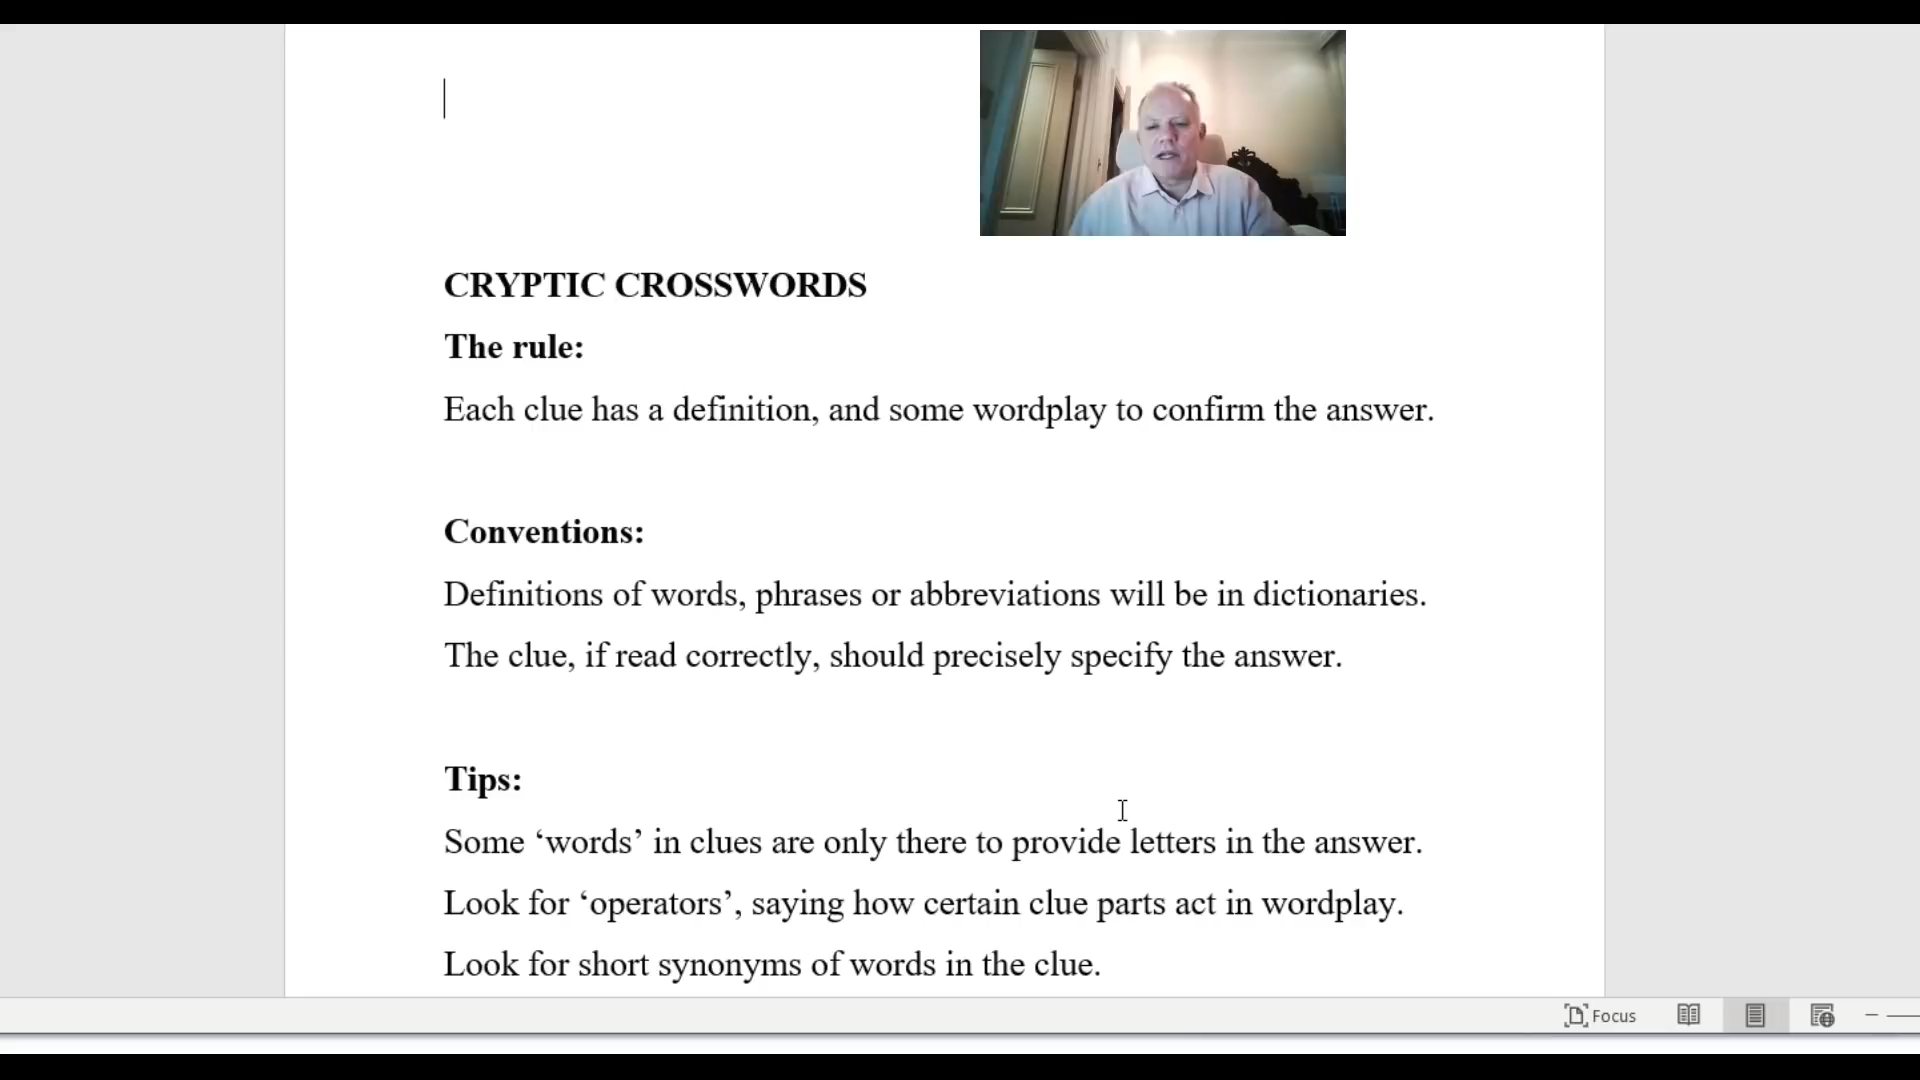 CRYPTIC CROSSWORDS
The rule:
Each clue has a definition, and some wordplay to confirm the answer.
Conventions:
Definitions of words, phrases or abbreviations will be in dictionaries.
The clue, if read correctly, should precisely specify the answer.
Tips:
Some ‘words’ in clues are only there to provide letters in the answer.
Look for ‘operators’, saying how certain clue parts act in wordplay.
Look for short synonyms of words in the clue.
Focus